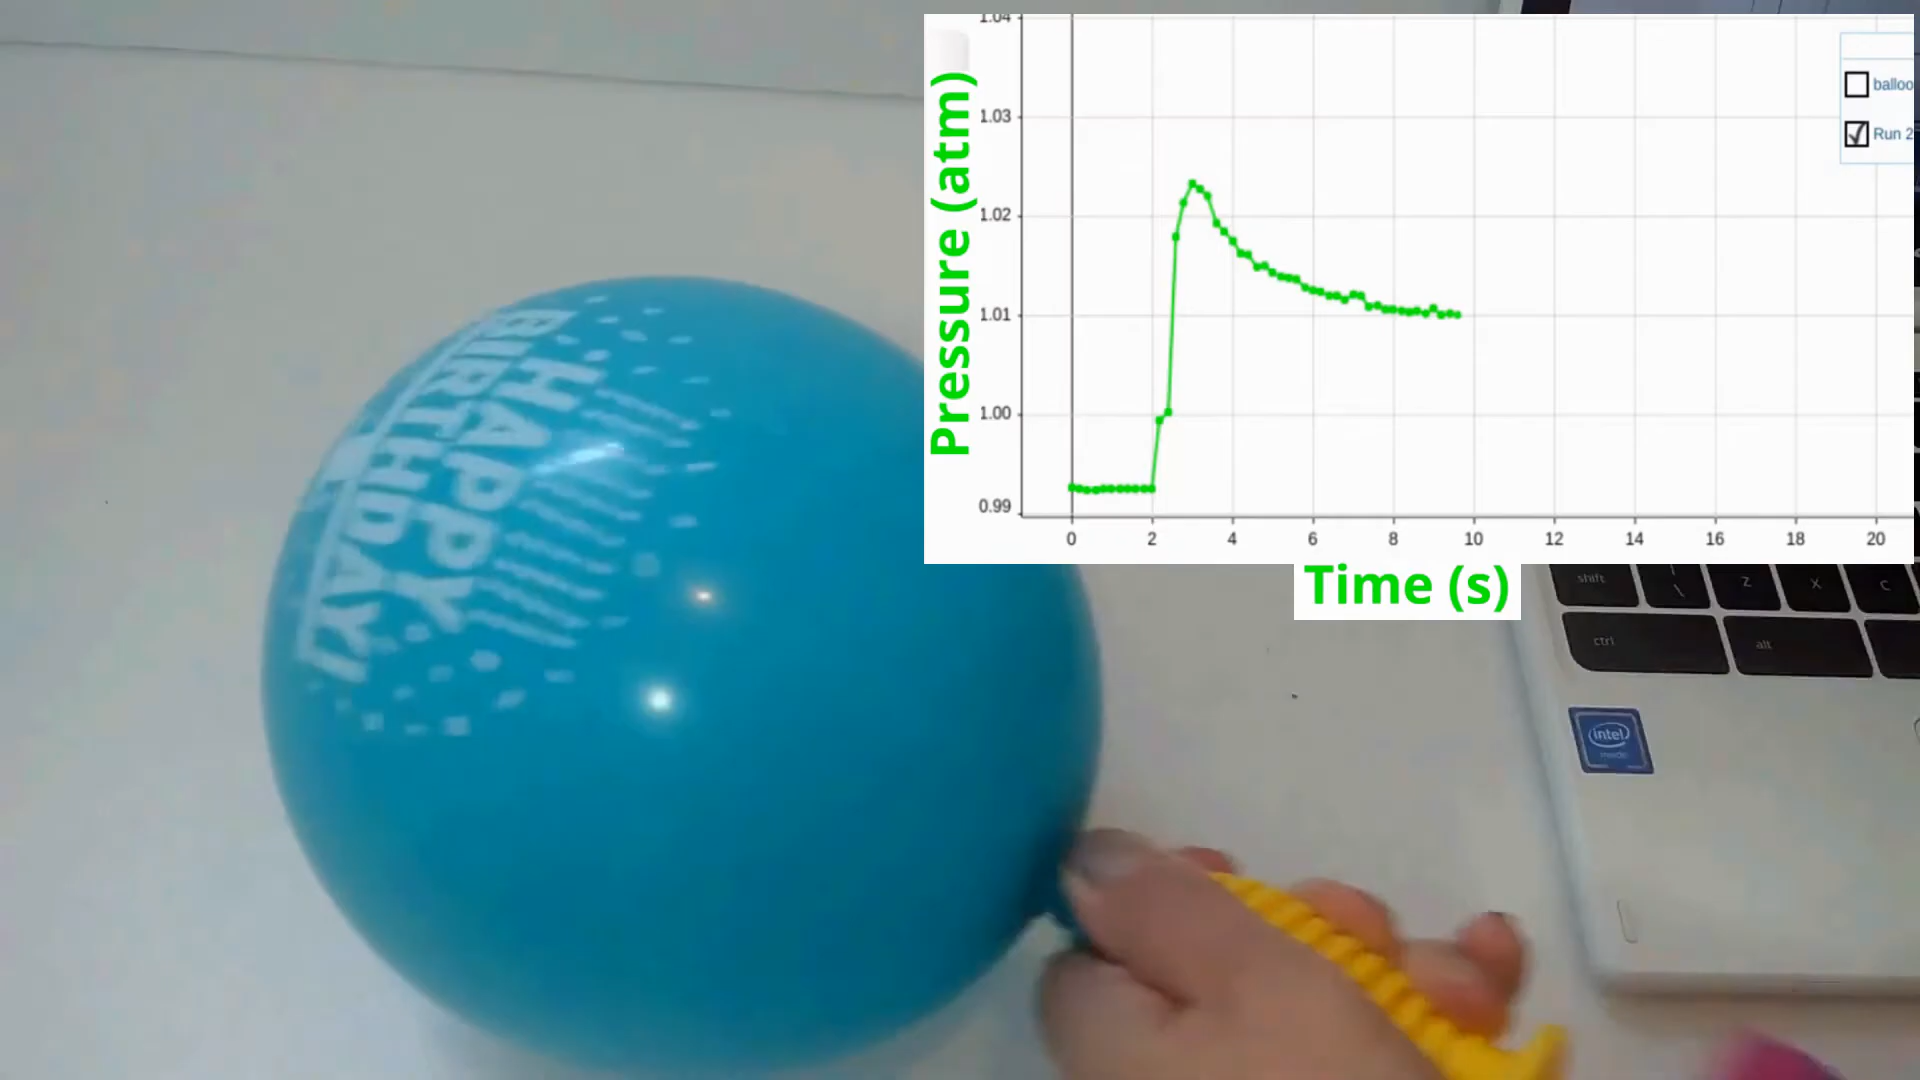 1.04
1.03
1.02
1.01
1.00
0.99
Pressure (atm)
0 2 4 6 8 10 12 14 16 18 20
Time (s)
balloo
Run 2
HAPPY
BIRTHDAY!
shift
\
Z
X
C
ctrl
alt
intel
inside